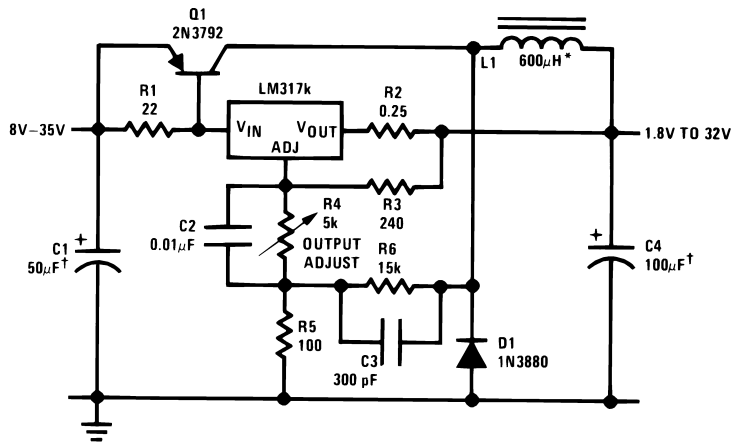 Q1
2N3792
L1
600μH*
R1
22
LM317k
R2
0.25
8V–35V
VIN
VOUT
ADJ
1.8V TO 32V
R3
240
R4
5k
OUTPUT
ADJUST
C2
0.01μF
R6
15k
C1
50μF†
C4
100μF†
R5
100
C3
300 pF
D1
1N3880
+
+